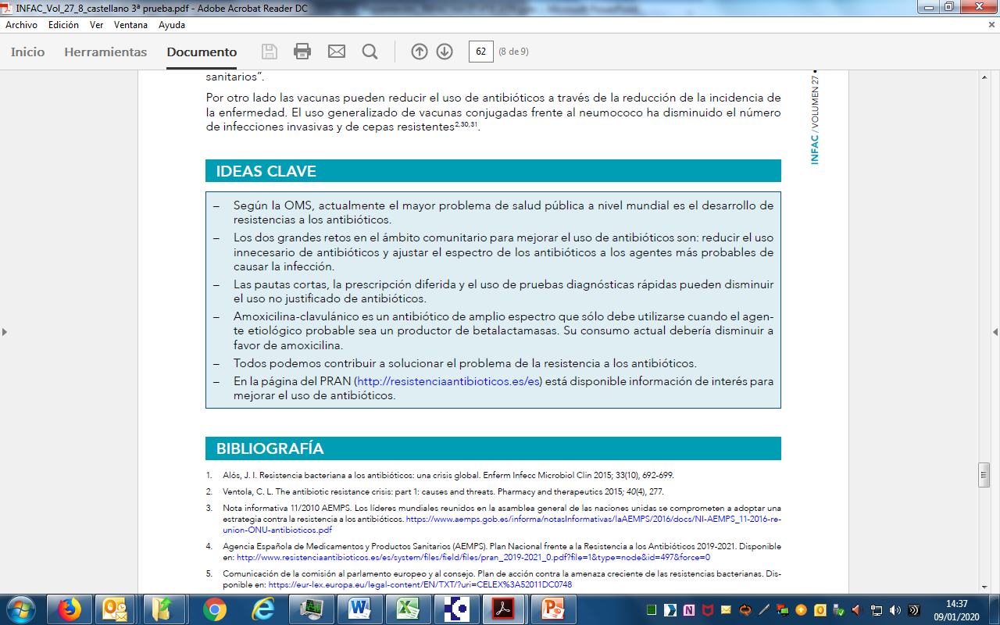 INFAC_Vol_27_8_castellano 3ª prueba.pdf - Adobe Acrobat Reader DC
Archivo Edición Ver Ventana Ayuda
Inicio Herramientas Documento 62 (8 de 9)
sanitarios”.
Por otro lado las vacunas pueden reducir el uso de antibióticos a través de la reducción de la incidencia de
la enfermedad. El uso generalizado de vacunas conjugadas frente al neumococo ha disminuido el número
de infecciones invasivas y de cepas resistentes2,30,31.
INFAC / VOLUMEN 27 •
IDEAS CLAVE
– Según la OMS, actualmente el mayor problema de salud pública a nivel mundial es el desarrollo de
resistencias a los antibióticos.
– Los dos grandes retos en el ámbito comunitario para mejorar el uso de antibióticos son: reducir el uso
innecesario de antibióticos y ajustar el espectro de los antibióticos a los agentes más probables de
causar la infección.
– Las pautas cortas, la prescripción diferida y el uso de pruebas diagnósticas rápidas pueden disminuir
el uso no justificado de antibióticos.
– Amoxicilina-clavulánico es un antibiótico de amplio espectro que sólo debe utilizarse cuando el agen-
te etiológico probable sea un productor de betalactamasas. Su consumo actual debería disminuir a
favor de amoxicilina.
– Todos podemos contribuir a solucionar el problema de la resistencia a los antibióticos.
– En la página del PRAN (http://resistenciaantibioticos.es/es) está disponible información de interés para
mejorar el uso de antibióticos.
BIBLIOGRAFÍA
1. Alós, J. I. Resistencia bacteriana a los antibióticos: una crisis global. Enferm Infecc Microbiol Clin 2015; 33(10), 692-699.
2. Ventola, C. L. The antibiotic resistance crisis: part 1: causes and threats. Pharmacy and therapeutics 2015; 40(4), 277.
3. Nota informativa 11/2010 AEMPS. Los líderes mundiales reunidos en la asamblea general de las naciones unidas se comprometen a adoptar una
estrategia contra la resistencia a los antibióticos. https://www.aemps.gob.es/informa/notasInformativas/laAEMPS/2016/docs/NI-AEMPS_11-2016-re-
union-ONU-antibioticos.pdf
4. Agencia Española de Medicamentos y Productos Sanitarios (AEMPS). Plan Nacional frente a la Resistencia a los Antibióticos 2019-2021. Disponible
en: http://www.resistenciaantibioticos.es/es/system/files/field/files/pran_2019-2021_0.pdf?file=1&type=node&id=497&force=0
5. Comunicación de la comisión al parlamento europeo y al consejo. Plan de acción contra la amenaza creciente de las resistencias bacterianas. Dis-
ponible en: https://eur-lex.europa.eu/legal-content/EN/TXT/?uri=CELEX%3A52011DC0748
14:37
09/01/2020